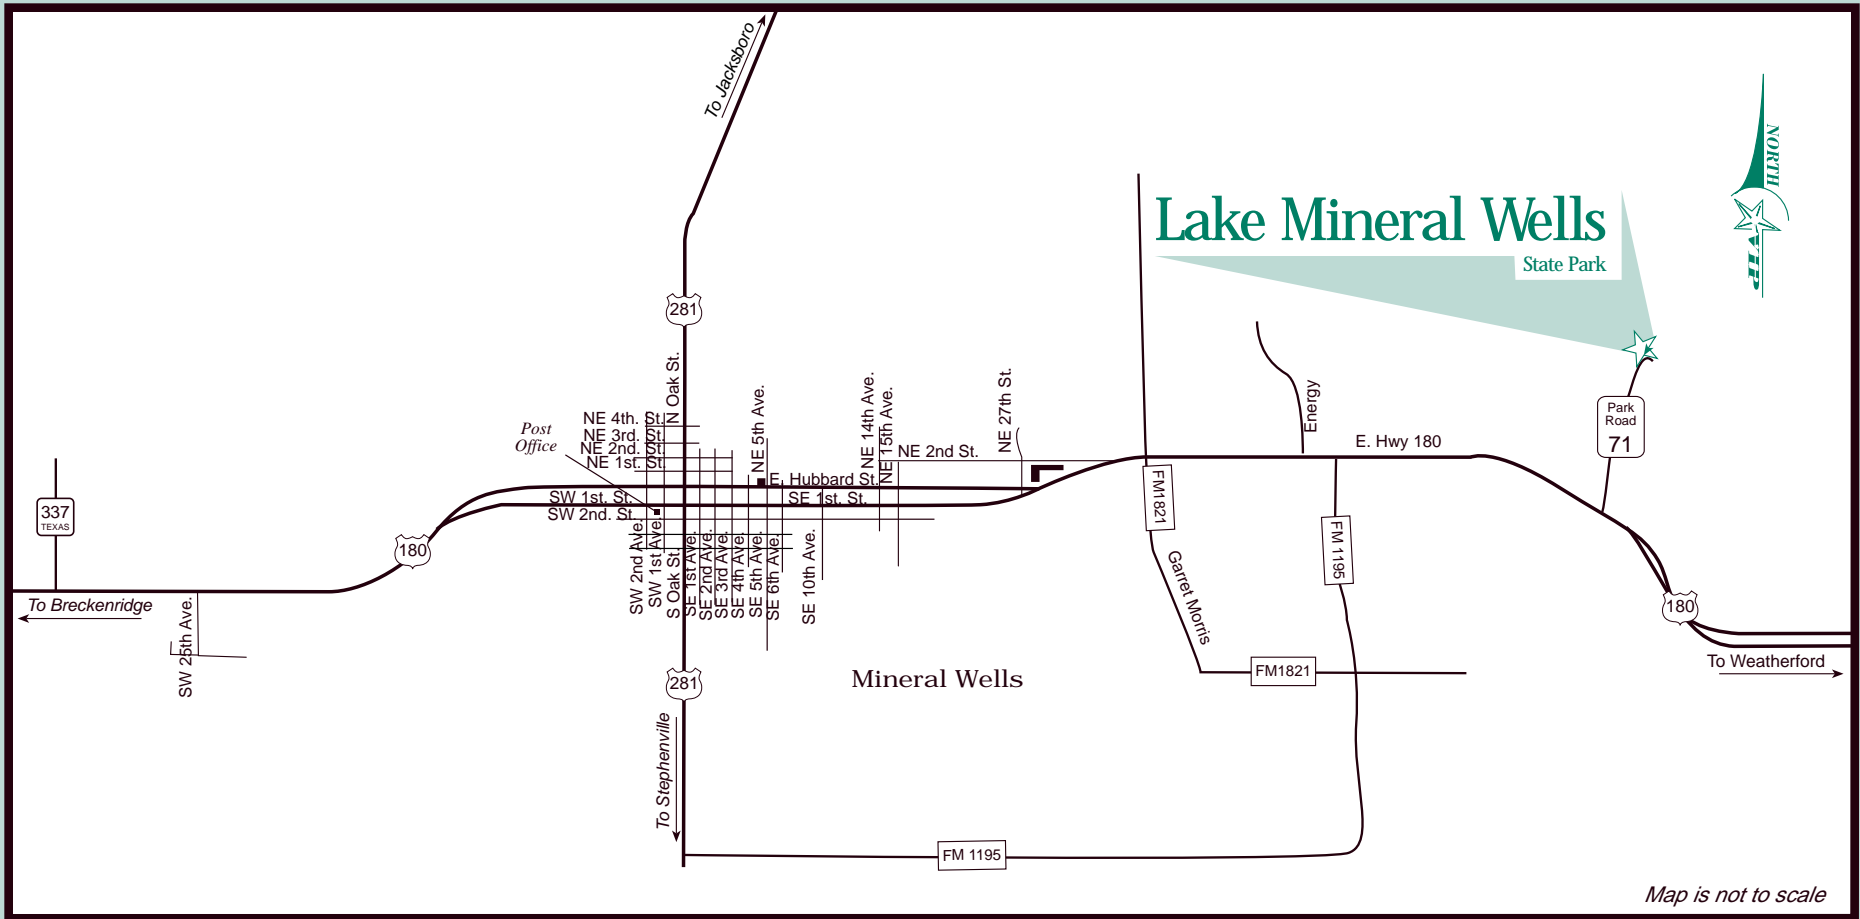 To Jacksboro
NORTH
VIP
Lake Mineral Wells
State Park
281
N Oak St.
NE 4th. St.
NE 3rd. St.
NE 2nd. St.
NE 1st. St.
Post
Office
NE 5th Ave.
NE 14th Ave.
NE 15th Ave.
NE 27th St.
NE 2nd St.
E. Hubbard St.
SW 1st. St.
SE 1st. St.
SW 2nd. St.
Energy
E. Hwy 180
Park
Road
71
337
TEXAS
180
FM1821
FM 1195
Garret Morris
SW 2nd Ave.
SW 1st Ave.
S Oak St.
SE 1st Ave.
SE 2nd Ave.
SE 3rd Ave.
SE 4th Ave.
SE 5th Ave.
SE 6th Ave.
SE 10th Ave.
To Breckenridge
SW 25th Ave.
180
To Weatherford
281
Mineral Wells
FM1821
To Stephenville
FM 1195
Map is not to scale